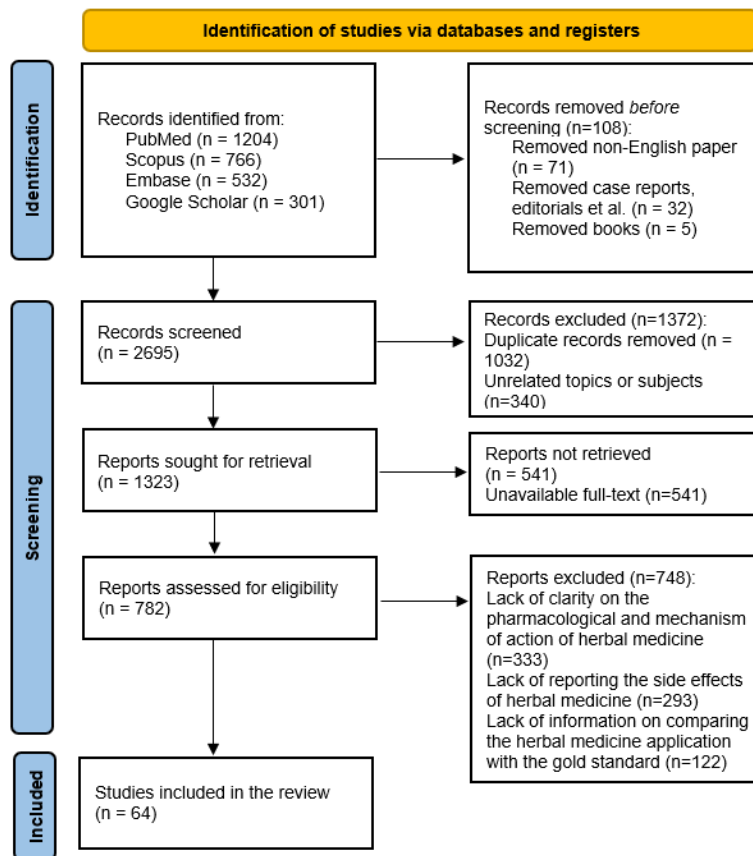 Identification of studies via databases and registers
Identification
Records identified from:
PubMed (n = 1204)
Scopus (n = 766)
Embase (n = 532)
Google Scholar (n = 301)
Records removed before
screening (n=108):
Removed non-English paper
(n = 71)
Removed case reports,
editorials et al. (n = 32)
Removed books (n = 5)
Screening
Records screened
(n = 2695)
Records excluded (n=1372):
Duplicate records removed (n =
1032)
Unrelated topics or subjects
(n=340)
Reports sought for retrieval
(n = 1323)
Reports not retrieved
(n = 541)
Unavailable full-text (n=541)
Reports assessed for eligibility
(n = 782)
Reports excluded (n=748):
Lack of clarity on the
pharmacological and mechanism
of action of herbal medicine
(n=333)
Lack of reporting the side effects
of herbal medicine (n=293)
Lack of information on comparing
the herbal medicine application
with the gold standard (n=122)
Included
Studies included in the review
(n = 64)